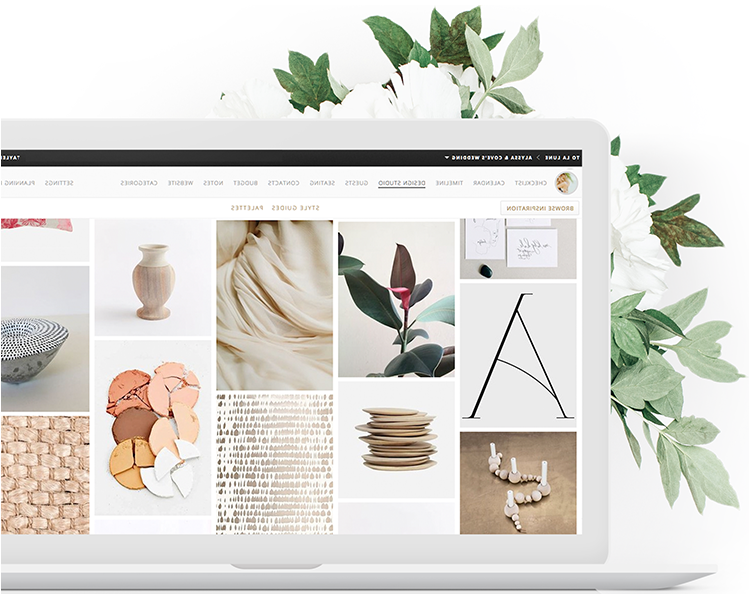 TO LA LUNE > ALYSSA & COVE'S WEDDING
CHECKLIST CALENDAR TIMELINE DESIGN STUDIO GUESTS SEATING CONTACTS BUDGET NOTES WEBSITE CATEGORIES SETTINGS PLANNING
BROWSE INSPIRATION STYLE GUIDES PALETTES
A